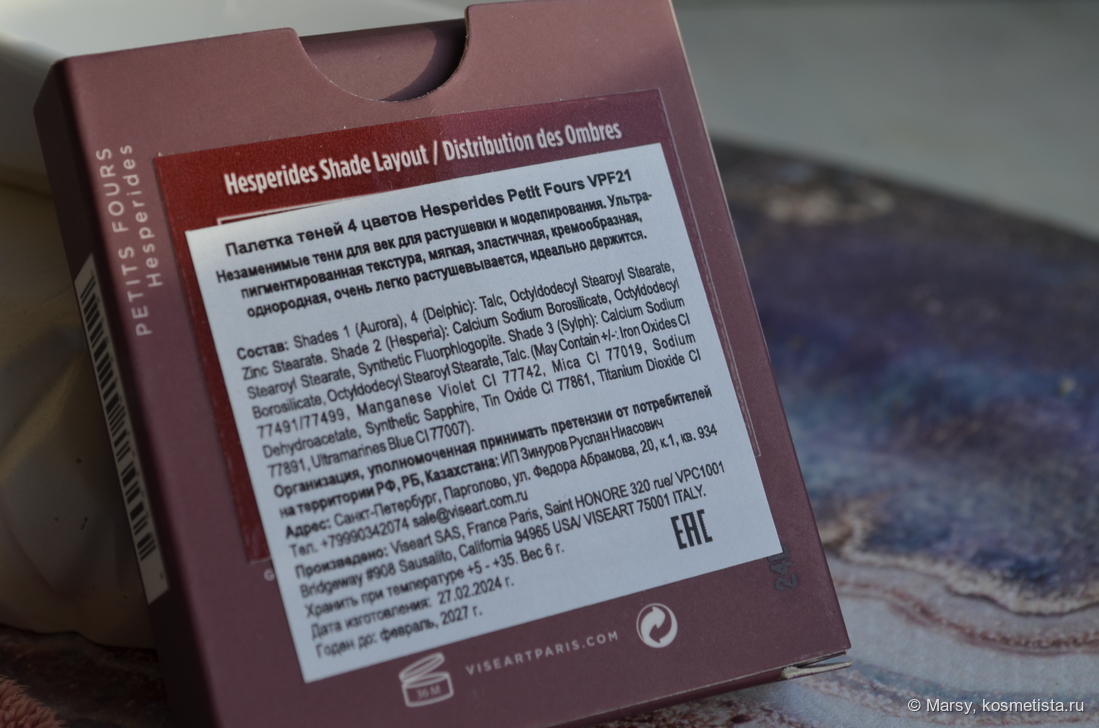 PETITS FOURS
Hesperides
Hesperides Shade Layout / Distribution des Ombres
Палетка теней 4 цветов Hesperides Petit Fours VPF21
Незаменимые тени для век для растушевки и моделирования. Ультра-
пигментированная текстура, мягкая, эластичная, кремообразная,
однородная, очень легко растушевывается, идеально держится.
Состав: Shades 1 (Aurora), 4 (Delphic): Talc, Octyldodecyl Stearoyl Stearate,
Zinc Stearate. Shade 2 (Hesperia): Calcium Sodium Borosilicate, Octyldodecyl
Stearoyl Stearate, Synthetic Fluorphlogopite. Shade 3 (Sylph): Calcium Sodium
Borosilicate, Octyldodecyl Stearoyl Stearate, Talc. (May Contain +/-: Iron Oxides CI
77491/77499, Manganese Violet CI 77742, Mica CI 77019, Sodium
Dehydroacetate, Synthetic Sapphire, Tin Oxide CI 77861, Titanium Dioxide CI
77891, Ultramarines Blue CI 77007).
Организация, уполномоченная принимать претензии от потребителей
на территории РФ, РБ, Казахстана: ИП Зинуров Руслан Ниасович
Адрес: Санкт-Петербург, Парголово, ул. Федора Абрамова, 20, к.1, кв. 934
Тел. +79990342074 sale@viseart.com.ru
Произведено: Viseart SAS, France Paris, Saint HONORE 320 rue/ VPC1001
Bridgeway #908 Sausalito, California 94965 USA/ VISEART 75001 ITALY.
Хранить при температуре +5 - +35. Вес 6 г.
Дата изготовления: 27.02.2024 г.
Годен до: февраль, 2027 г.
EAC
36 M
VISEARTPARIS.COM
© Marsy, kosmetista.ru